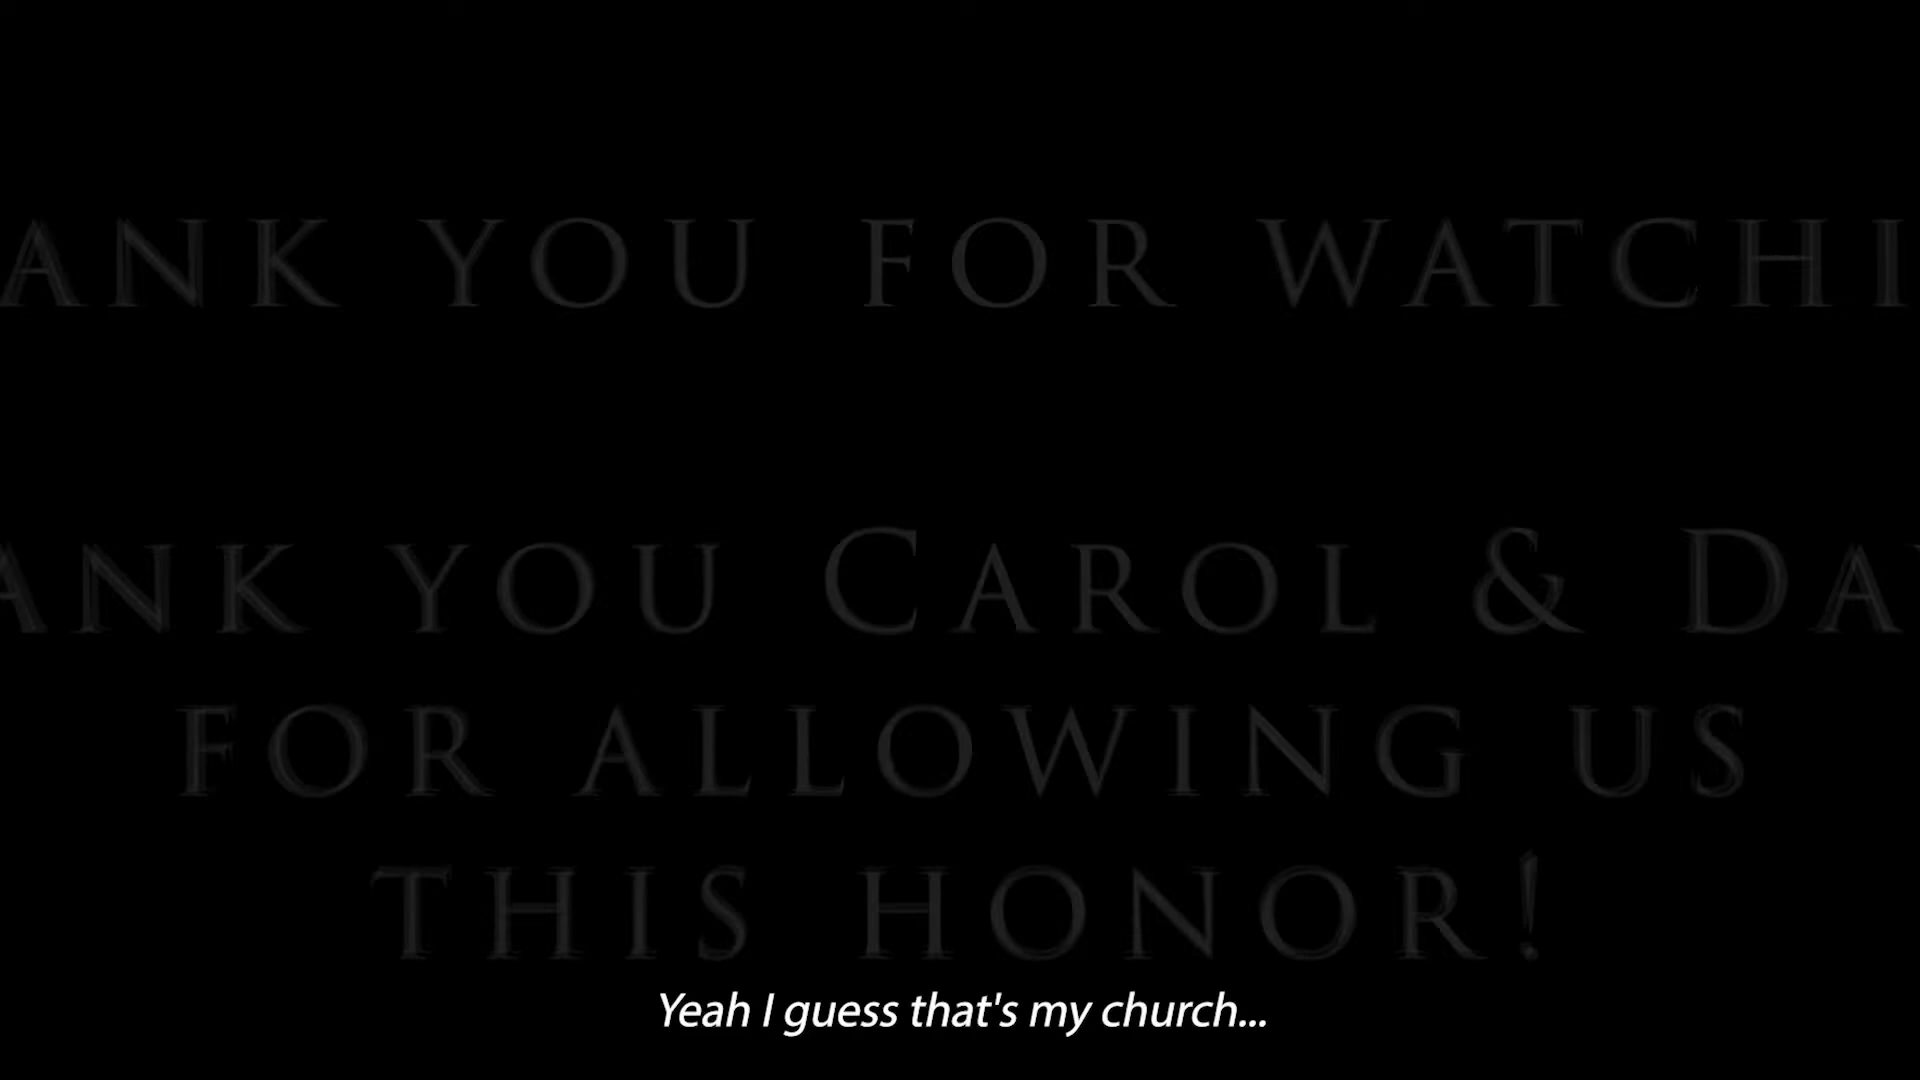 ANK YOU FOR WATCHI
ANK YOU CAROL & DA
FOR ALLOWING US
THIS HONOR!
Yeah I guess that's my church...